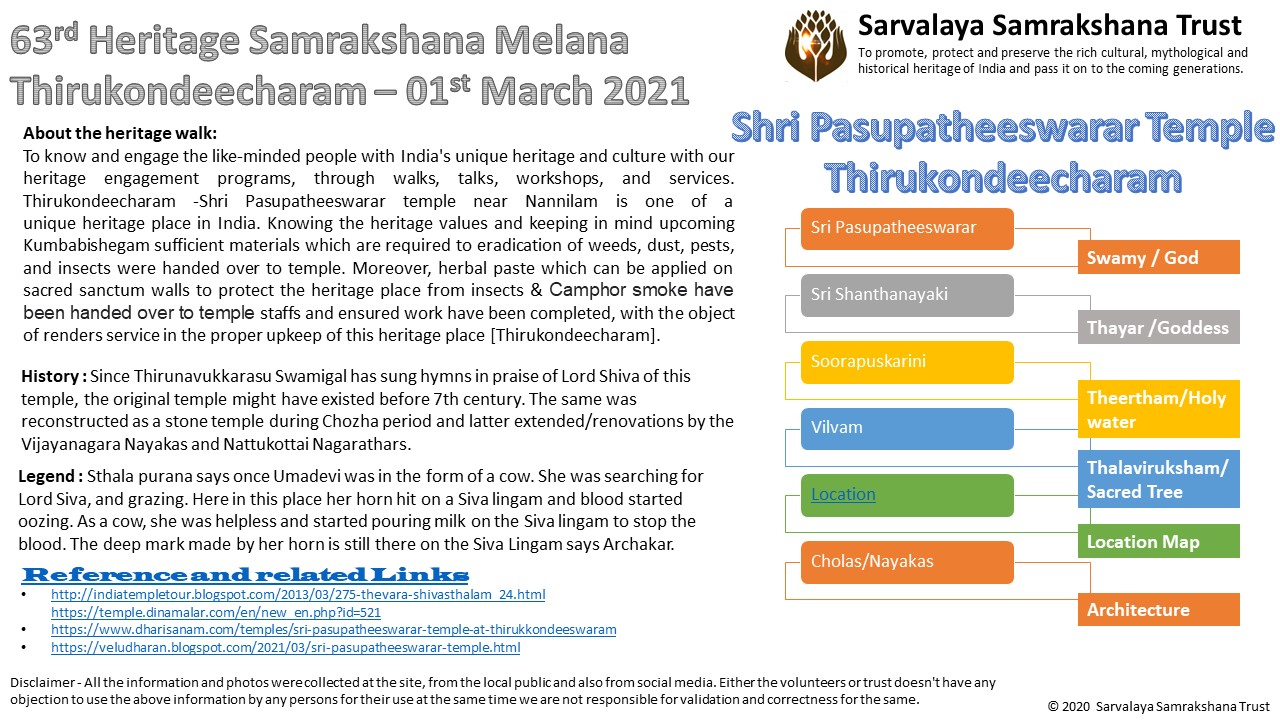 63rd Heritage Samrakshana Melana
Thirukondeecharam – 01st March 2021
Sarvalaya Samrakshana Trust
To promote, protect and preserve the rich cultural, mythological and
historical heritage of India and pass it on to the coming generations.
About the heritage walk:
To know and engage the like-minded people with India's unique heritage and culture with our
heritage engagement programs, through walks, talks, workshops, and services.
Thirukondeecharam -Shri Pasupatheeswarar temple near Nannilam is one of a
unique heritage place in India. Knowing the heritage values and keeping in mind upcoming
Kumbabishegam sufficient materials which are required to eradication of weeds, dust, pests,
and insects were handed over to temple. Moreover, herbal paste which can be applied on
sacred sanctum walls to protect the heritage place from insects & Camphor smoke have
been handed over to temple staffs and ensured work have been completed, with the object
of renders service in the proper upkeep of this heritage place [Thirukondeecharam].
History : Since Thirunavukkarasu Swamigal has sung hymns in praise of Lord Shiva of this
temple, the original temple might have existed before 7th century. The same was
reconstructed as a stone temple during Chozha period and latter extended/renovations by the
Vijayanagara Nayakas and Nattukottai Nagarathars.
Legend : Sthala purana says once Umadevi was in the form of a cow. She was searching for
Lord Siva, and grazing. Here in this place her horn hit on a Siva lingam and blood started
oozing. As a cow, she was helpless and started pouring milk on the Siva lingam to stop the
blood. The deep mark made by her horn is still there on the Siva Lingam says Archakar.
Reference and related Links
• http://indiatempletour.blogspot.com/2013/03/275-thevara-shivasthalam_24.html
https://temple.dinamalar.com/en/new_en.php?id=521
• https://www.dharisanam.com/temples/sri-pasupatheeswarar-temple-at-thirukkondeeswaram
• https://veludharan.blogspot.com/2021/03/sri-pasupatheeswarar-temple.html
Shri Pasupatheeswarar Temple
Thirukondeecharam
Sri Pasupatheeswarar
Swamy / God
Sri Shanthanayaki
Thayar /Goddess
Soorapuskarini
Theertham/Holy
water
Vilvam
Thalaviruksham/
Sacred Tree
Location
Location Map
Cholas/Nayakas
Architecture
Disclaimer - All the information and photos were collected at the site, from the local public and also from social media. Either the volunteers or trust doesn't have any
objection to use the above information by any persons for their use at the same time we are not responsible for validation and correctness for the same.
© 2020 Sarvalaya Samrakshana Trust